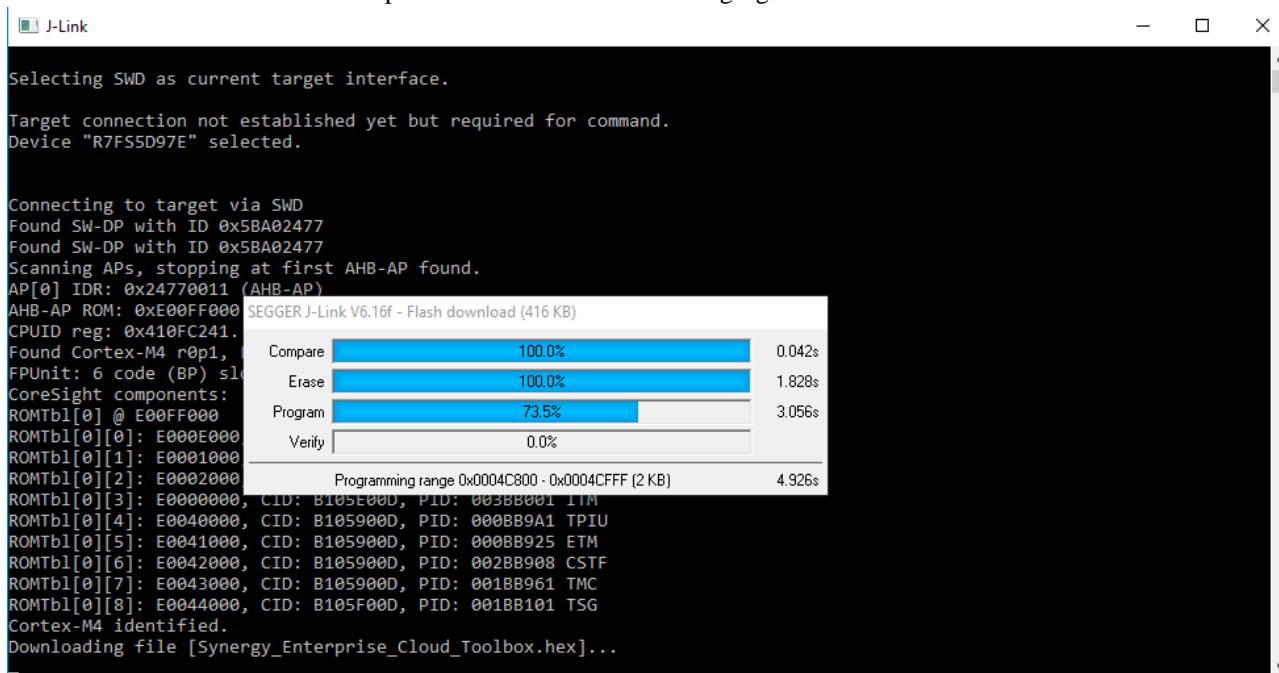 J-Link
Selecting SWD as current target interface.
Target connection not established yet but required for command.
Device "R7FS5D97E" selected.
Connecting to target via SWD
Found SW-DP with ID 0x5BA02477
Found SW-DP with ID 0x5BA02477
Scanning APs, stopping at first AHB-AP found.
AP[0] IDR: 0x24770011 (AHB-AP)
AHB-AP ROM: 0xE00FF000
CPUID reg: 0x410FC241.
Found Cortex-M4 r0p1,
FPUnit: 6 code (BP)
CoreSight components:
ROMTbl[0] @ E00FF000
ROMTbl[0][0]: E000E000
ROMTbl[0][1]: E0001000
ROMTbl[0][2]: E0002000
SEGGER J-Link V6.16f - Flash download (416 KB)
Compare 100.0% 0.042s
Erase 100.0% 1.828s
Program 73.5% 3.056s
Verify 0.0%
Programming range 0x0004C800 - 0x0004CFFF (2 KB) 4.926s
ROMTbl[0][3]: E0000000, CID: B105E00D, PID: 003BB001 ITM
ROMTbl[0][4]: E0040000, CID: B105900D, PID: 000BB9A1 TPIU
ROMTbl[0][5]: E0041000, CID: B105900D, PID: 000BB925 ETM
ROMTbl[0][6]: E0042000, CID: B105900D, PID: 002BB908 CSTF
ROMTbl[0][7]: E0043000, CID: B105900D, PID: 001BB961 TMC
ROMTbl[0][8]: E0044000, CID: B105F00D, PID: 001BB101 TSG
Cortex-M4 identified.
Downloading file [Synergy_Enterprise_Cloud_Toolbox.hex]...